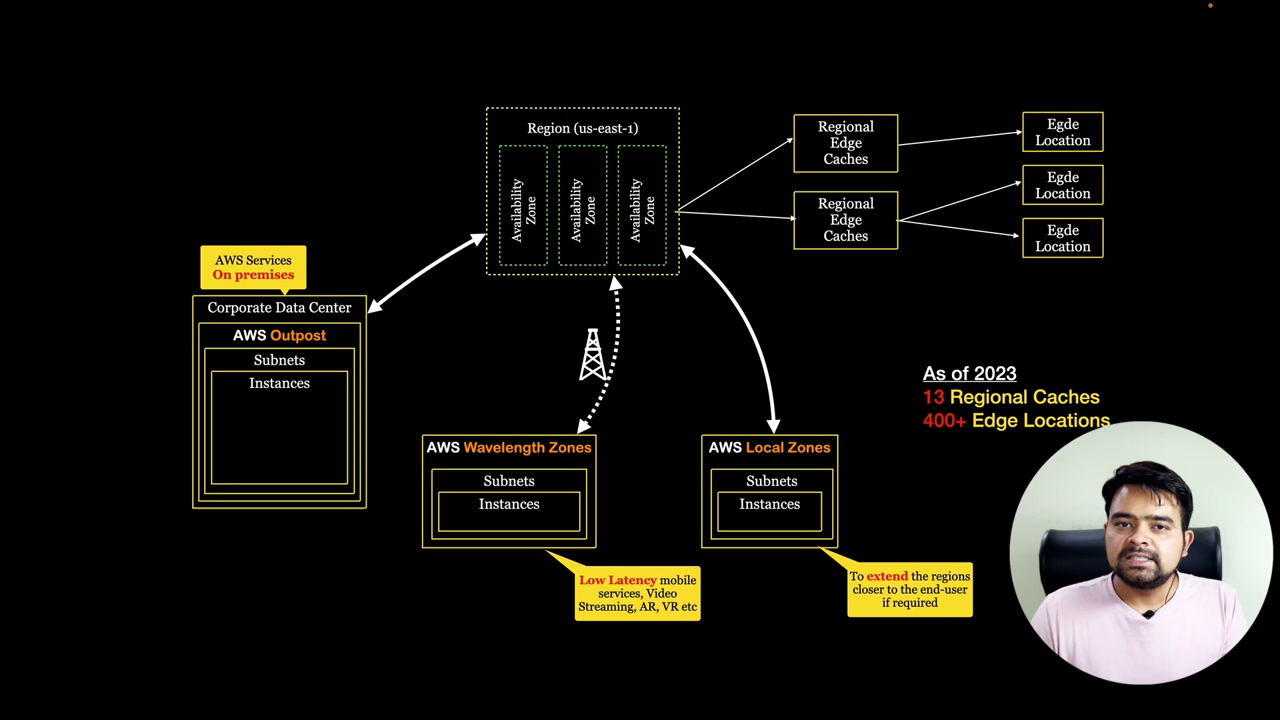 Region (us-east-1)
Availability
Zone
Availability
Zone
Availability
Zone
Regional
Edge
Caches
Regional
Edge
Caches
Egde
Location
Egde
Location
Egde
Location
AWS Services
On premises
Corporate Data Center
AWS Outpost
Subnets
Instances
AWS Wavelength Zones
Subnets
Instances
Low Latency mobile
services, Video
Streaming, AR, VR etc
AWS Local Zones
Subnets
Instances
To extend the regions
closer to the end-user
if required
As of 2023
13 Regional Caches
400+ Edge Locations